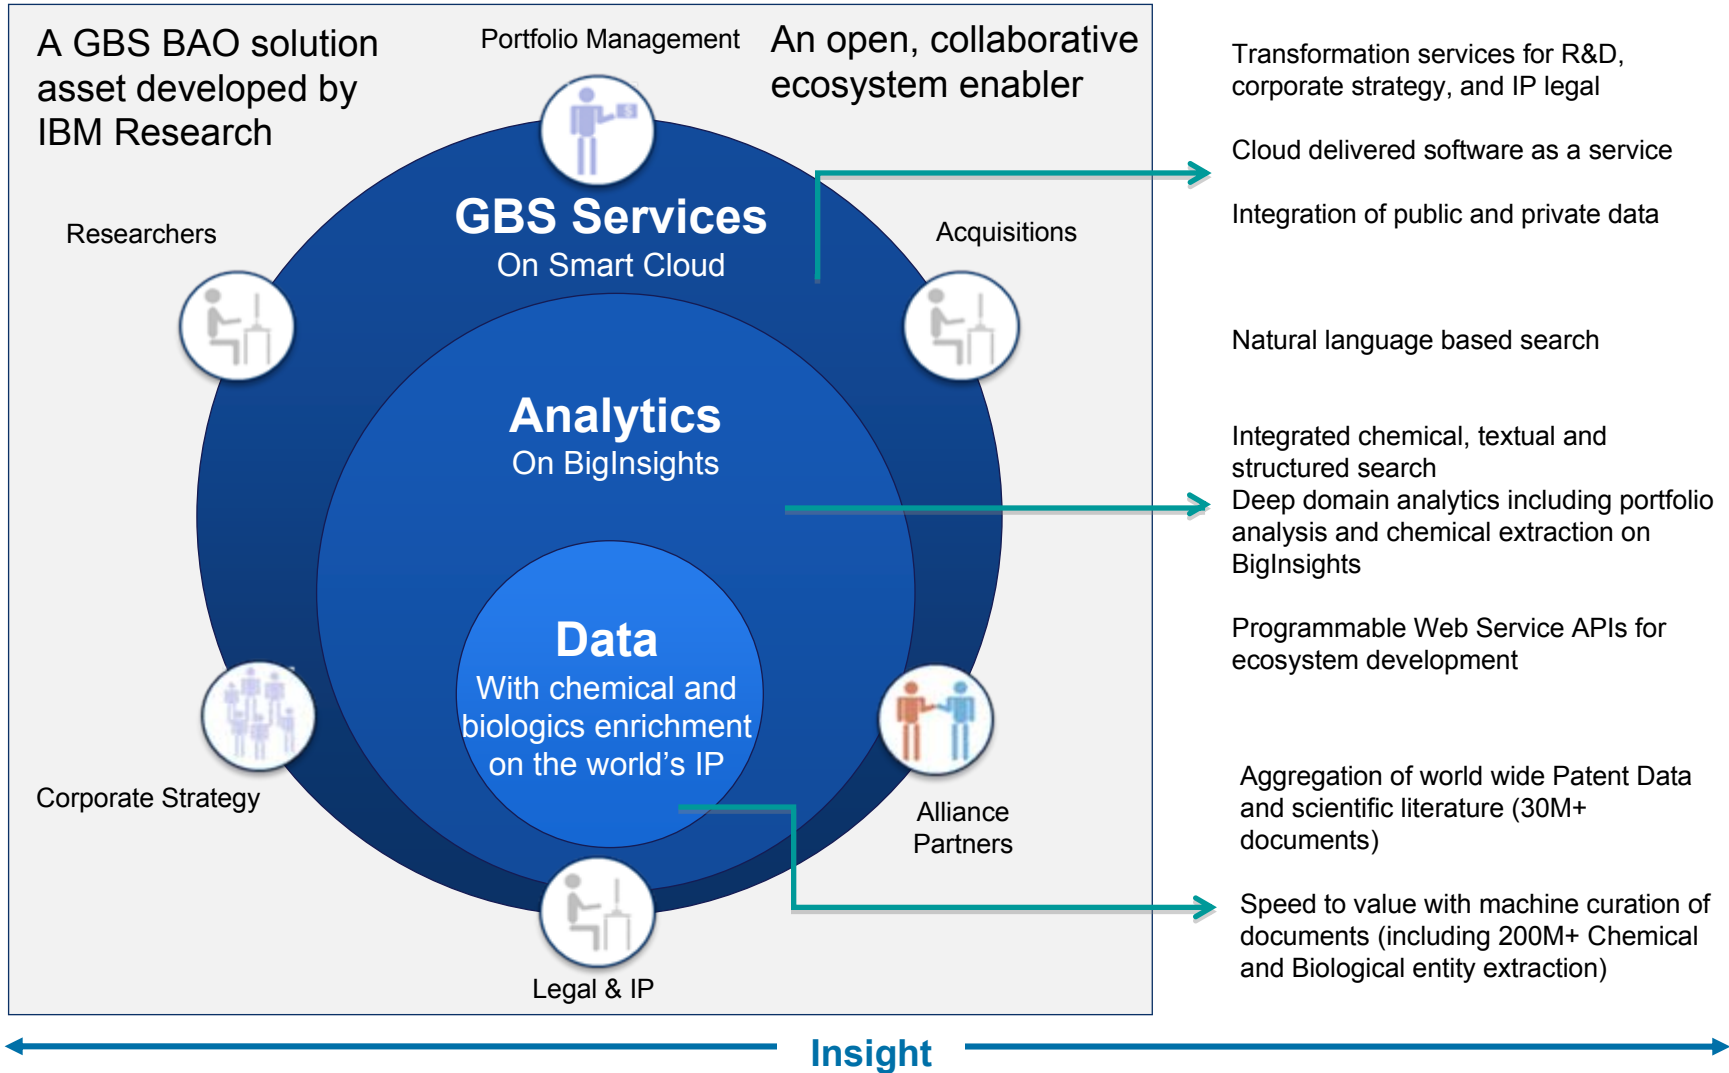 A GBS BAO solution
asset developed by
IBM Research
Portfolio Management
An open, collaborative
ecosystem enabler
GBS Services
On Smart Cloud
Researchers
Acquisitions
Analytics
On BigInsights
Data
With chemical and
biologics enrichment
on the world’s IP
Corporate Strategy
Alliance
Partners
Legal & IP
Transformation services for R&D,
corporate strategy, and IP legal
Cloud delivered software as a service
Integration of public and private data
Natural language based search
Integrated chemical, textual and
structured search
Deep domain analytics including portfolio
analysis and chemical extraction on
BigInsights
Programmable Web Service APIs for
ecosystem development
Aggregation of world wide Patent Data
and scientific literature (30M+
documents)
Speed to value with machine curation of
documents (including 200M+ Chemical
and Biological entity extraction)
Insight